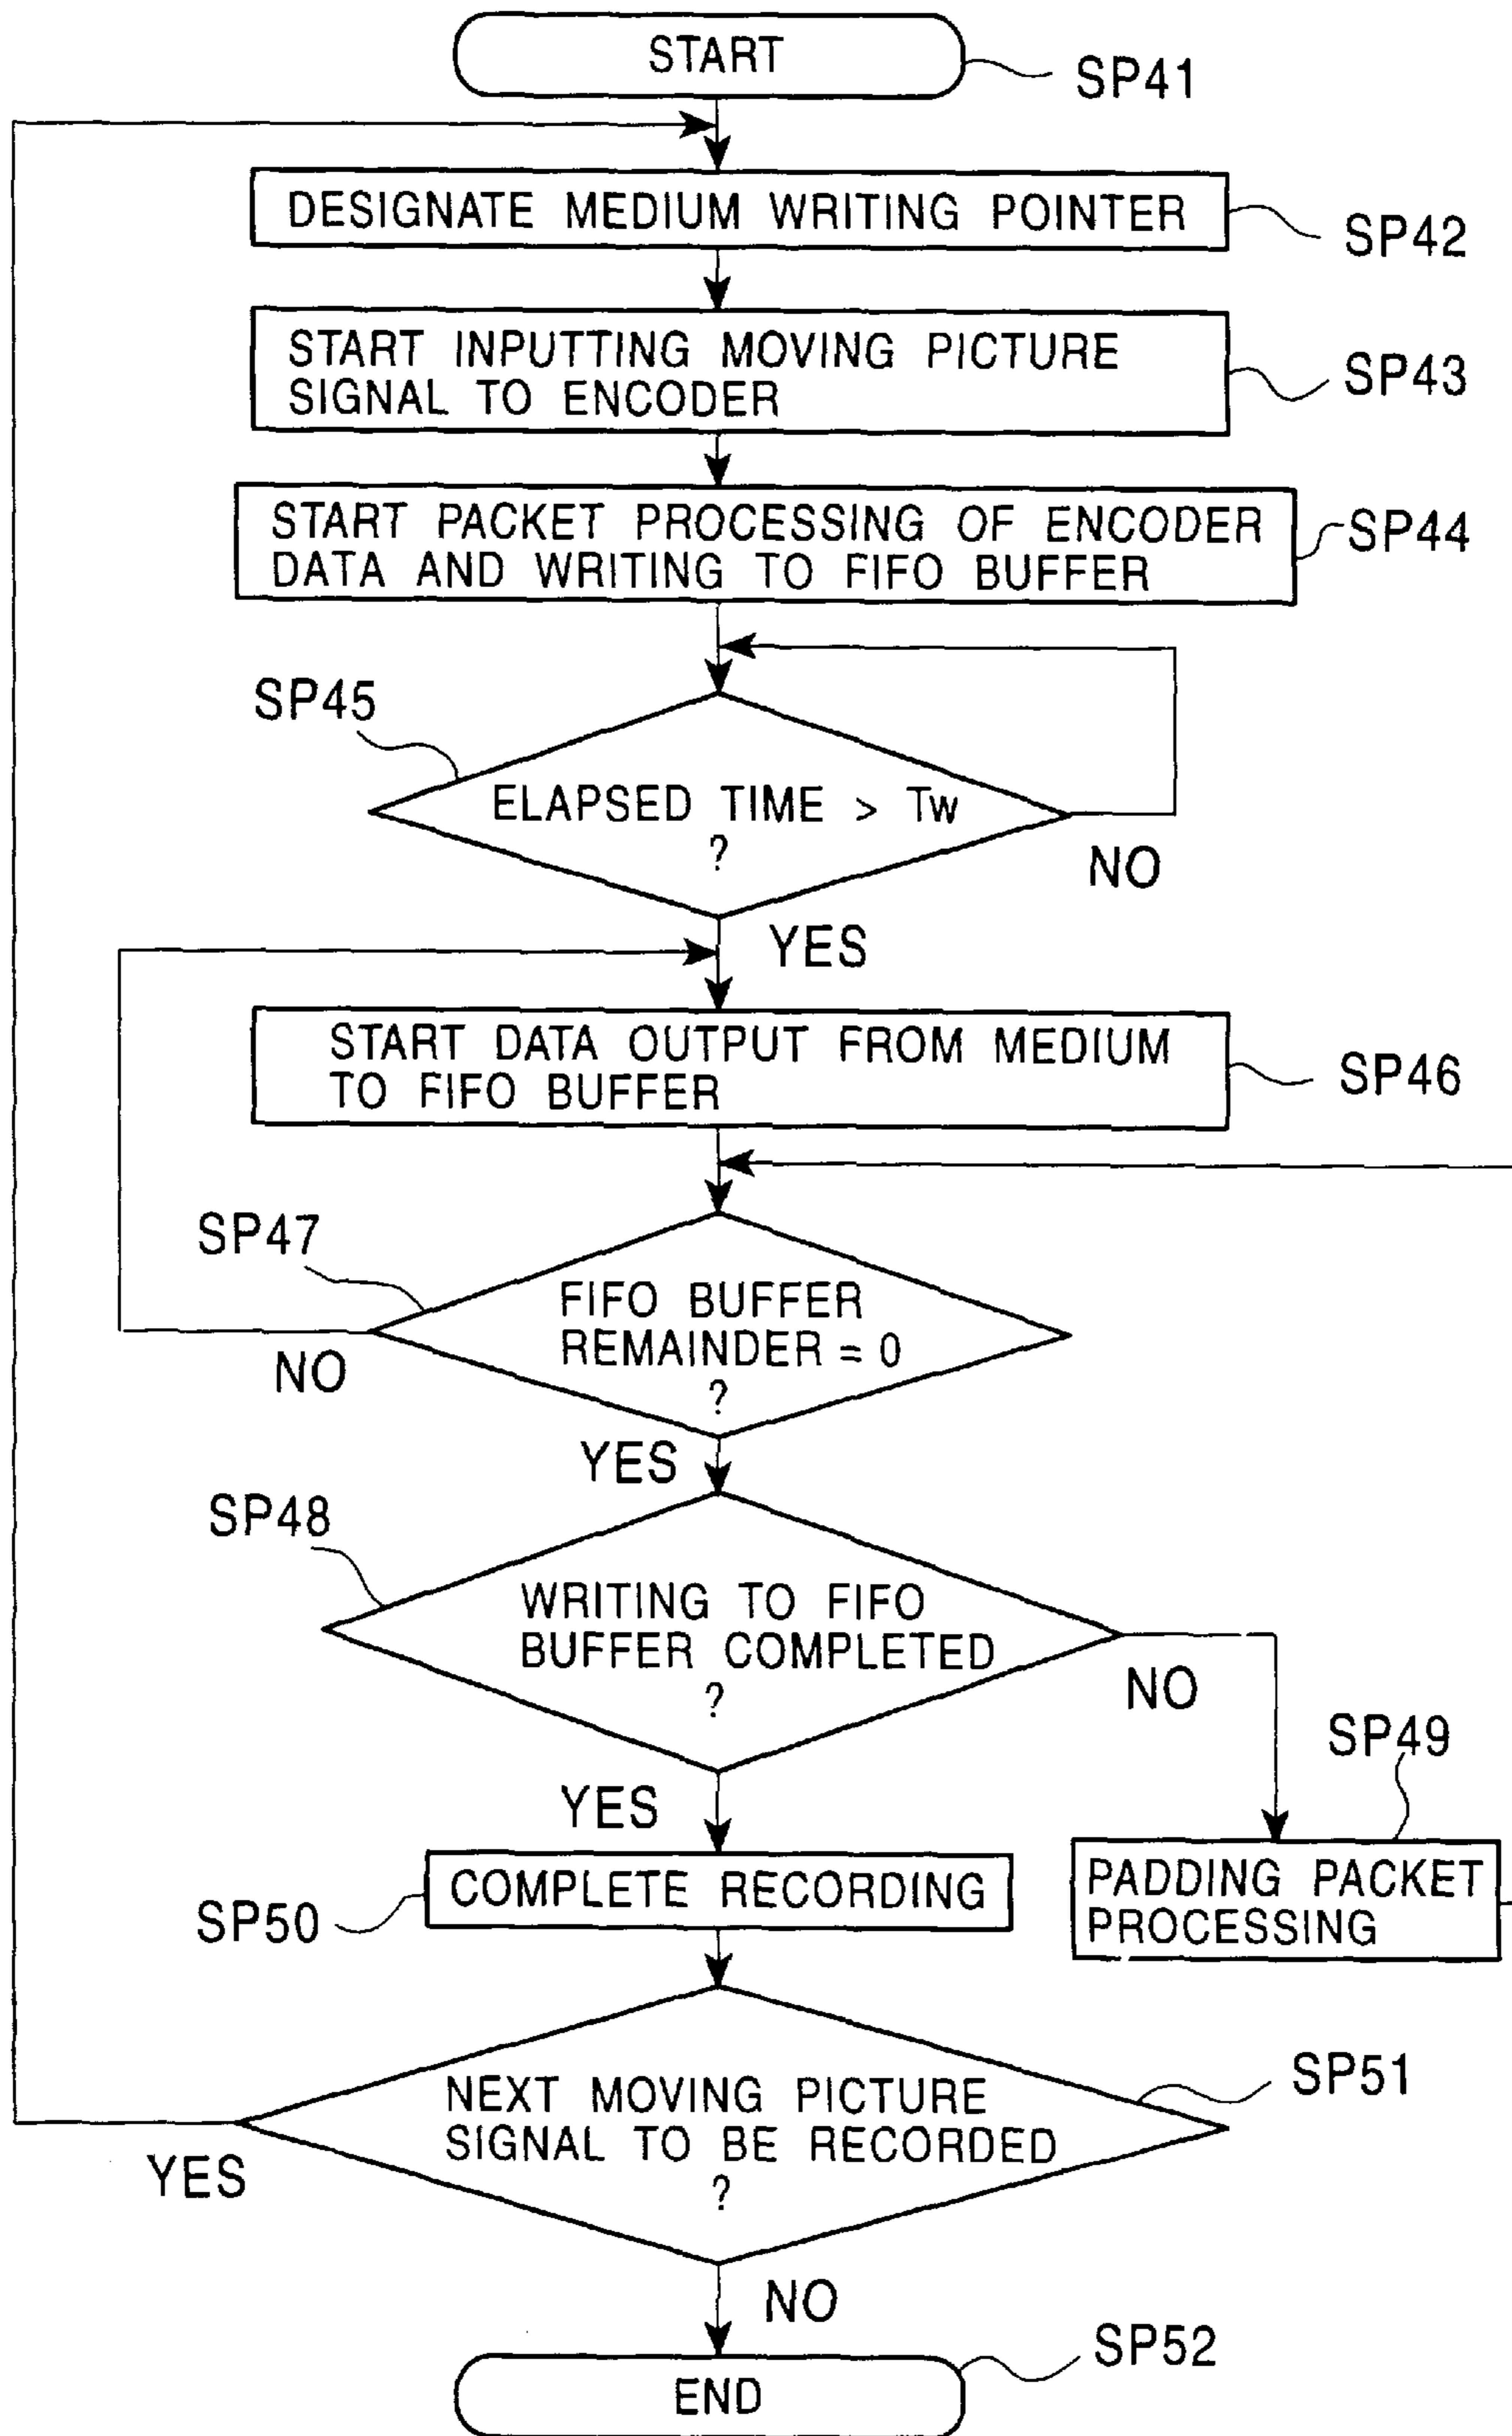 START
SP41
DESIGNATE MEDIUM WRITING POINTER
SP42
START INPUTTING MOVING PICTURE
SIGNAL TO ENCODER
SP43
START PACKET PROCESSING OF ENCODER
DATA AND WRITING TO FIFO BUFFER
SP44
SP45
ELAPSED TIME > Tw
?
NO
YES
START DATA OUTPUT FROM MEDIUM
TO FIFO BUFFER
SP46
SP47
FIFO BUFFER
REMAINDER = 0
?
NO
YES
SP48
WRITING TO FIFO
BUFFER COMPLETED
?
NO
YES
SP49
PADDING PACKET
PROCESSING
COMPLETE RECORDING
SP50
SP51
NEXT MOVING PICTURE
SIGNAL TO BE RECORDED
?
YES
NO
SP52
END